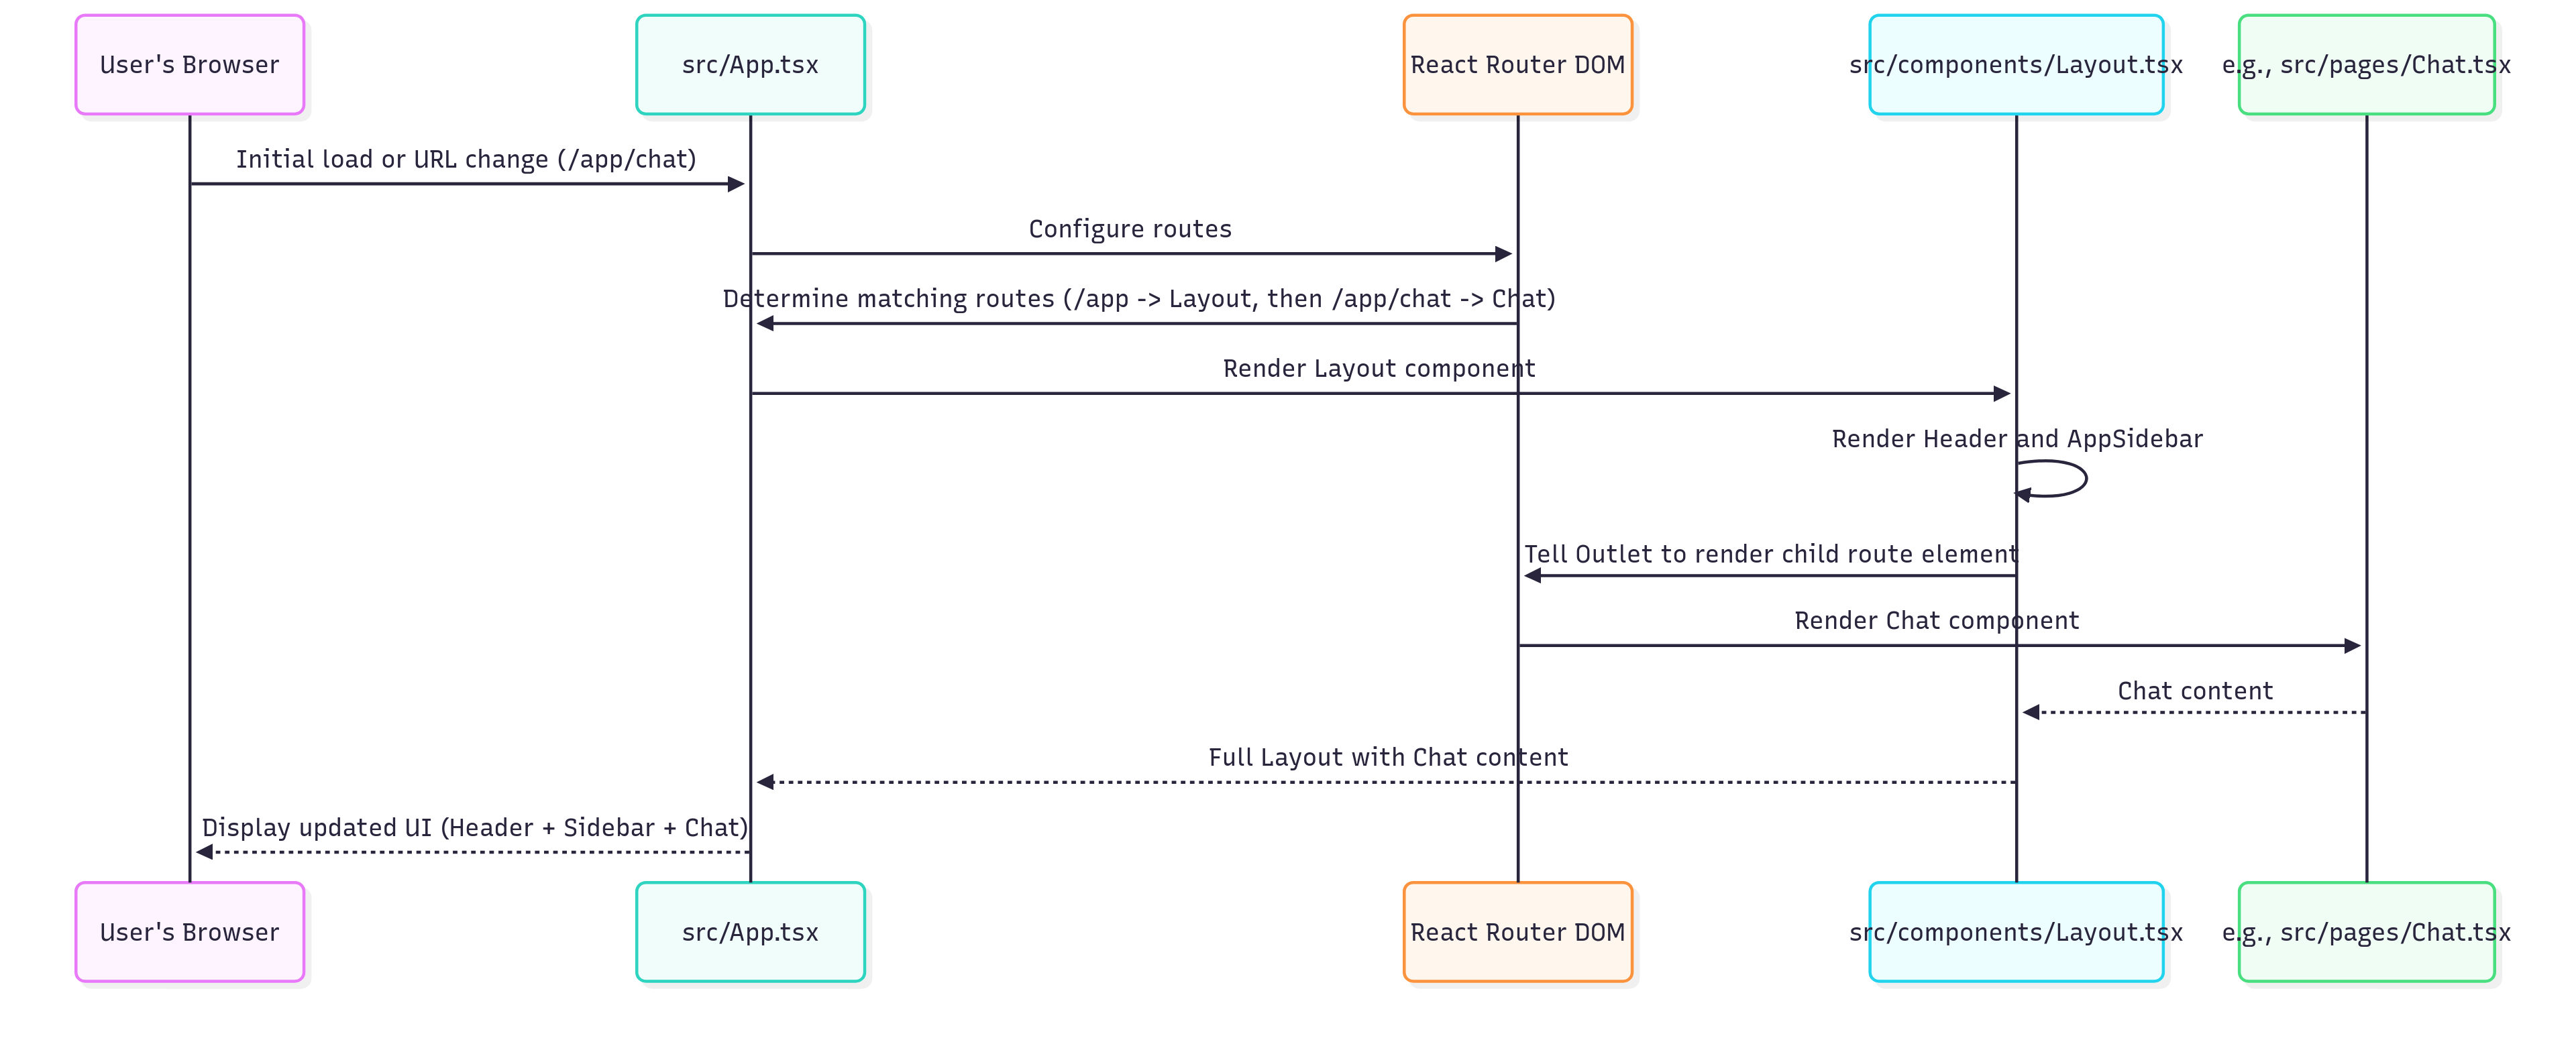 User's Browser
src/App.tsx
React Router DOM
src/components/Layout.tsx
e.g., src/pages/Chat.tsx
Initial load or URL change (/app/chat)
Configure routes
Determine matching routes (/app -> Layout, then /app/chat -> Chat)
Render Layout component
Render Header and AppSidebar
Tell Outlet to render child route element
Render Chat component
Chat content
Full Layout with Chat content
Display updated UI (Header + Sidebar + Chat)
User's Browser
src/App.tsx
React Router DOM
src/components/Layout.tsx
e.g., src/pages/Chat.tsx